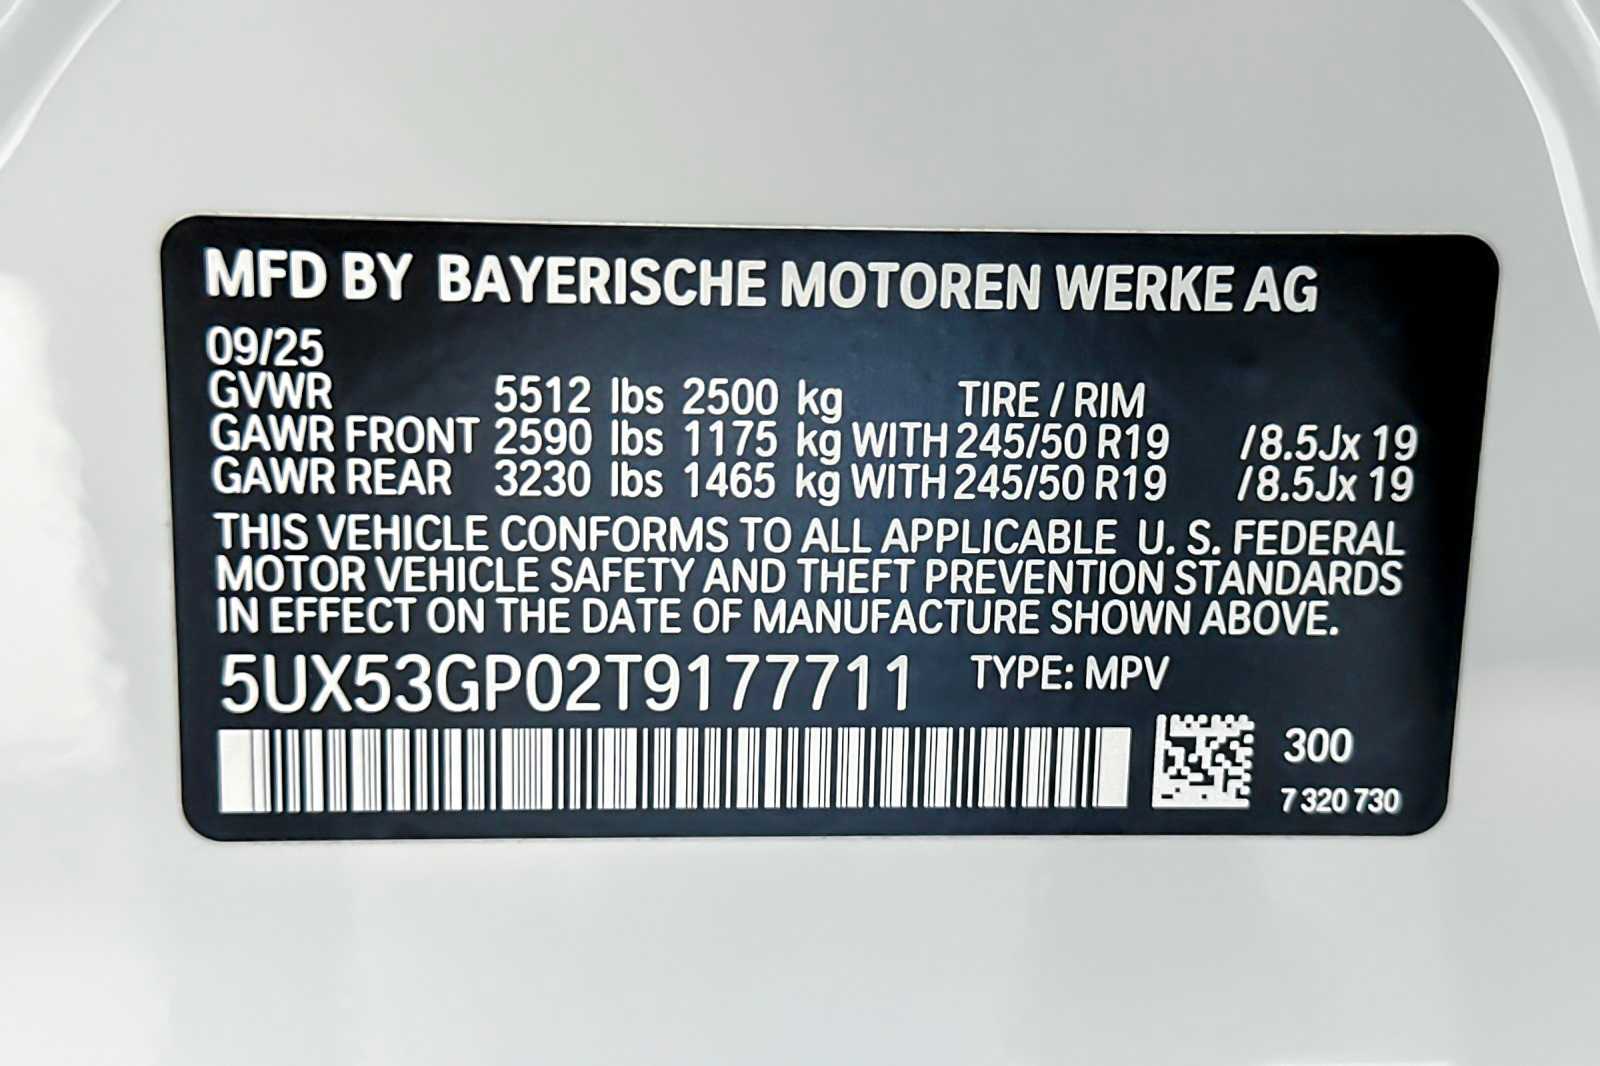 MFD BY BAYERISCHE MOTOREN WERKE AG
09/25
GVWR 5512 lbs 2500 kg TIRE / RIM
GAWR FRONT 2590 lbs 1175 kg WITH 245/50 R19 /8.5Jx 19
GAWR REAR 3230 lbs 1465 kg WITH 245/50 R19 /8.5Jx 19
THIS VEHICLE CONFORMS TO ALL APPLICABLE U. S. FEDERAL
MOTOR VEHICLE SAFETY AND THEFT PREVENTION STANDARDS
IN EFFECT ON THE DATE OF MANUFACTURE SHOWN ABOVE.
5UX53GP02T9177711 TYPE: MPV
300
7 320 730